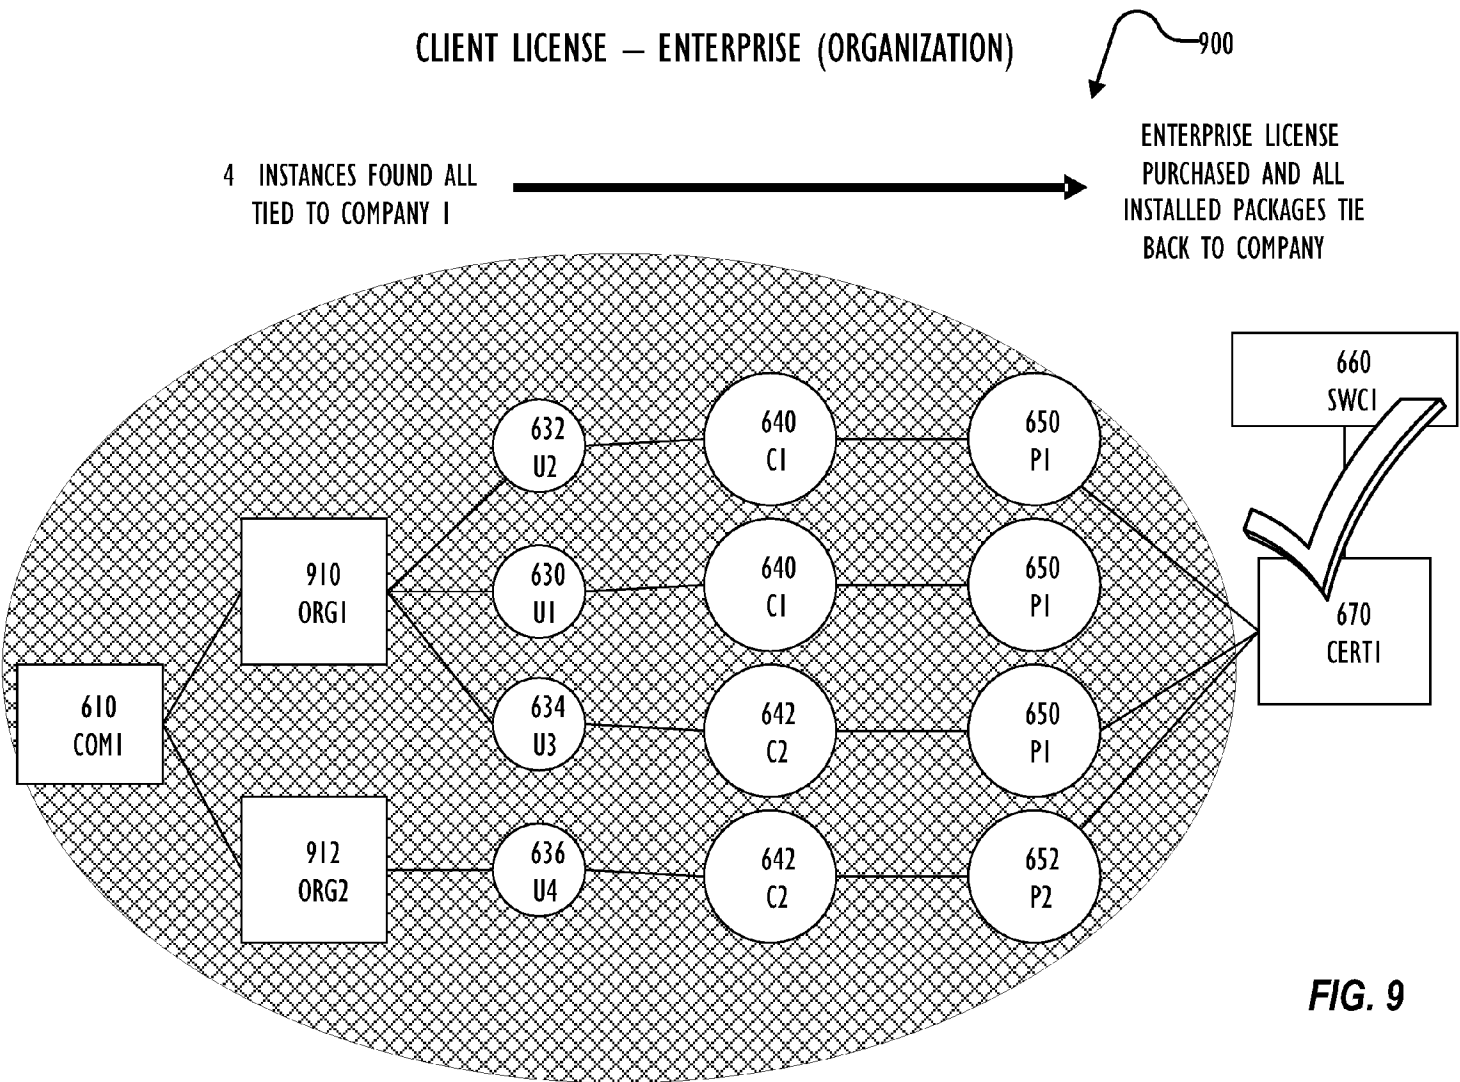 CLIENT LICENSE – ENTERPRISE (ORGANIZATION)
900
4 INSTANCES FOUND ALL
TIED TO COMPANY 1
ENTERPRISE LICENSE
PURCHASED AND ALL
INSTALLED PACKAGES TIE
BACK TO COMPANY
660
SWC1
632
U2
640
C1
650
P1
910
ORG1
630
U1
640
C1
650
P1
670
CERT1
610
COM1
634
U3
642
C2
650
P1
912
ORG2
636
U4
642
C2
652
P2
FIG. 9